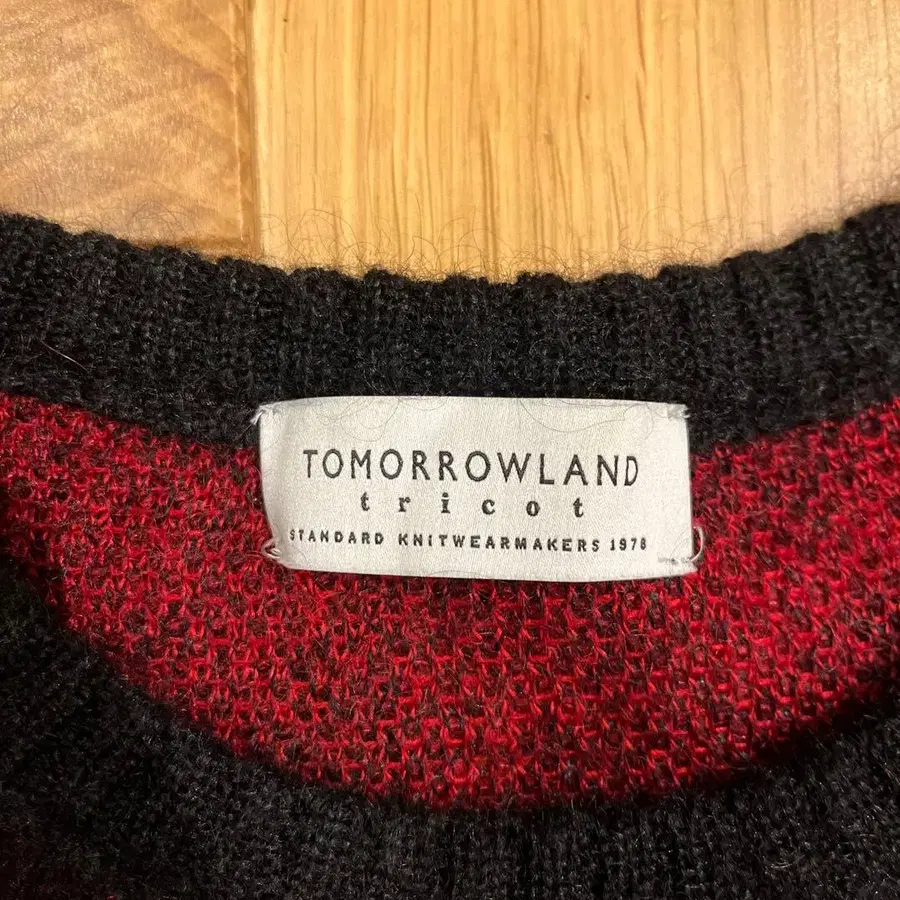 TOMORROWLAND
tricot
STANDARD KNITWEARMAKERS 1978